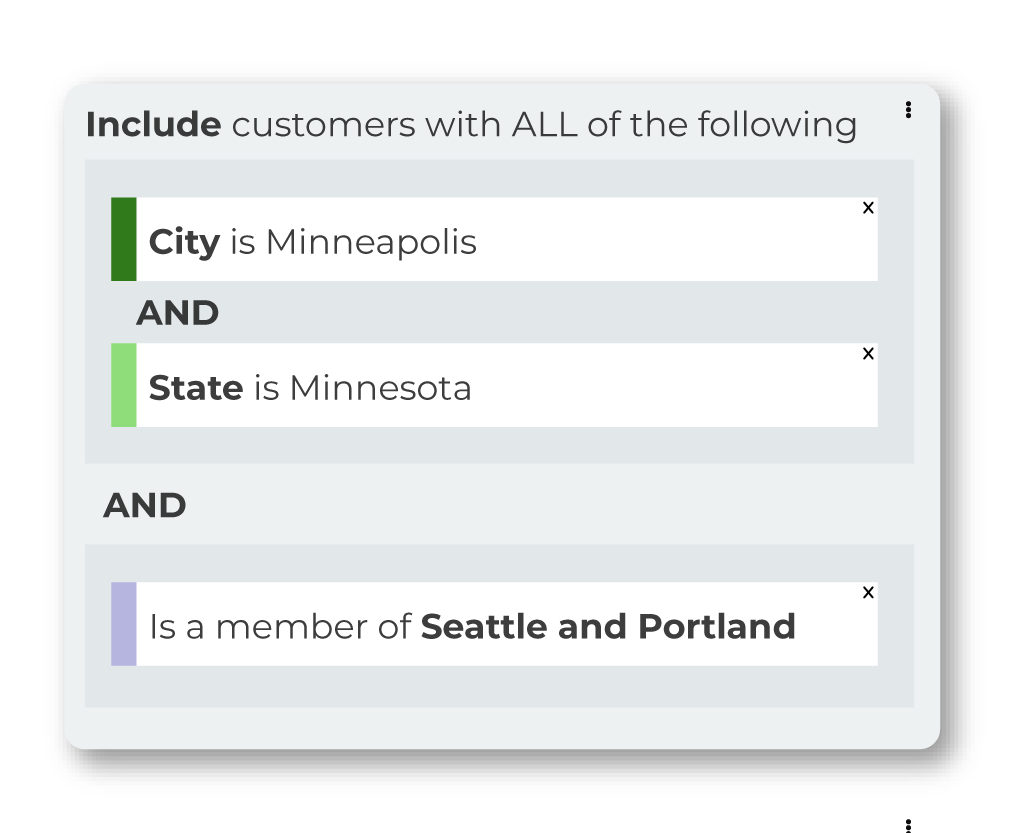 Include customers with ALL of the following
x
City is Minneapolis
AND
x
State is Minnesota
AND
x
Is a member of Seattle and Portland